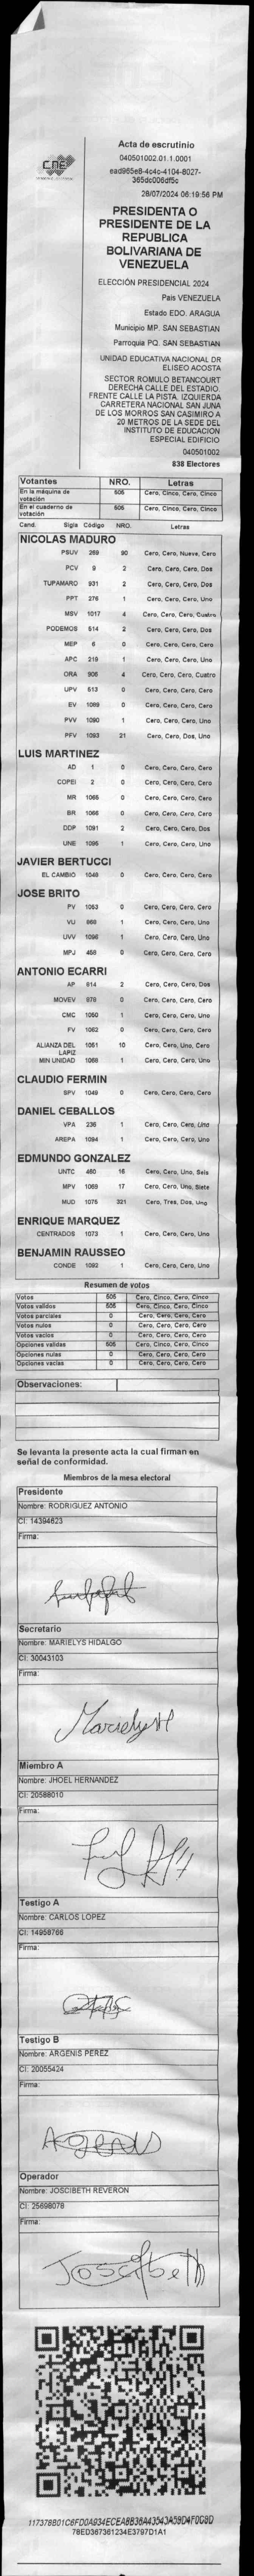 CNE
Acta de escrutinio
040501002.01.1.0001
ead965e8-4c4c-4104-8027-
365dc006df5c
28/07/2024 06:19:56 PM
PRESIDENTA O
PRESIDENTE DE LA
REPUBLICA
BOLIVARIANA DE
VENEZUELA
ELECCIÓN PRESIDENCIAL 2024
Pais VENEZUELA
Estado EDO. ARAGUA
Municipio MP. SAN SEBASTIAN
Parroquia PQ. SAN SEBASTIAN
UNIDAD EDUCATIVA NACIONAL DR
ELISEO ACOSTA
SECTOR ROMULO BETANCOURT
DERECHA CALLE DEL ESTADIO.
FRENTE CALLE LA PISTA. IZQUIERDA
CARRETERA NACIONAL SAN JUNA
DE LOS MORROS SAN CASIMIRO A
20 METROS DE LA SEDE DEL
INSTITUTO DE EDUCACION
ESPECIAL EDIFICIO
040501002
838 Electores
Votantes NRO. Letras
En la máquina de votación 505 Cero, Cinco, Cero, Cinco
En el cuaderno de votación 505 Cero, Cinco, Cero, Cinco
Cand. Sigla Código NRO. Letras
NICOLAS MADURO
PSUV 269 90 Cero, Cero, Nueve, Cero
PCV 9 2 Cero, Cero, Cero, Dos
TUPAMARO 931 2 Cero, Cero, Cero, Dos
PPT 276 1 Cero, Cero, Cero, Uno
MSV 1017 4 Cero, Cero, Cero, Cuatro
PODEMOS 514 2 Cero, Cero, Cero, Dos
MEP 6 0 Cero, Cero, Cero, Cero
APC 219 1 Cero, Cero, Cero, Uno
ORA 906 4 Cero, Cero, Cero, Cuatro
UPV 613 0 Cero, Cero, Cero, Cero
EV 1089 0 Cero, Cero, Cero, Cero
PVV 1090 1 Cero, Cero, Cero, Uno
PFV 1093 21 Cero, Cero, Dos, Uno
LUIS MARTINEZ
AD 1 0 Cero, Cero, Cero, Cero
COPEI 2 0 Cero, Cero, Cero, Cero
MR 1065 0 Cero, Cero, Cero, Cero
BR 1066 0 Cero, Cero, Cero, Cero
DDP 1091 2 Cero, Cero, Cero, Dos
UNE 1095 1 Cero, Cero, Cero, Uno
JAVIER BERTUCCI
EL CAMBIO 1048 0 Cero, Cero, Cero, Cero
JOSE BRITO
PV 1053 0 Cero, Cero, Cero, Cero
VU 868 1 Cero, Cero, Cero, Uno
UVV 1096 1 Cero, Cero, Cero, Uno
MPJ 458 0 Cero, Cero, Cero, Cero
ANTONIO ECARRI
AP 814 2 Cero, Cero, Cero, Dos
MOVEV 978 0 Cero, Cero, Cero, Cero
CMC 1050 1 Cero, Cero, Cero, Uno
FV 1062 0 Cero, Cero, Cero, Cero
ALIANZA DEL LAPIZ 1051 10 Cero, Cero, Uno, Cero
MIN UNIDAD 1068 1 Cero, Cero, Cero, Uno
CLAUDIO FERMIN
SPV 1049 0 Cero, Cero, Cero, Cero
DANIEL CEBALLOS
VPA 236 1 Cero, Cero, Cero, Uno
AREPA 1094 1 Cero, Cero, Cero, Uno
EDMUNDO GONZALEZ
UNTC 460 16 Cero, Cero, Uno, Seis
MPV 1069 17 Cero, Cero, Uno, Siete
MUD 1075 321 Cero, Tres, Dos, Uno
ENRIQUE MARQUEZ
CENTRADOS 1073 1 Cero, Cero, Cero, Uno
BENJAMIN RAUSSEO
CONDE 1092 1 Cero, Cero, Cero, Uno
Resumen de votos
Votos 505 Cero, Cinco, Cero, Cinco
Votos validos 505 Cero, Cinco, Cero, Cinco
Votos parciales 0 Cero, Cero, Cero, Cero
Votos nulos 0 Cero, Cero, Cero, Cero
Votos vacíos 0 Cero, Cero, Cero, Cero
Opciones validas 505 Cero, Cinco, Cero, Cinco
Opciones nulas 0 Cero, Cero, Cero, Cero
Opciones vacías 0 Cero, Cero, Cero, Cero
Observaciones:
Se levanta la presente acta la cual firman en
señal de conformidad.
Miembros de la mesa electoral
Presidente
Nombre: RODRIGUEZ ANTONIO
CI: 14394623
Firma:
Secretario
Nombre: MARIELYS HIDALGO
CI: 30043103
Firma:
Marielys H
Miembro A
Nombre: JHOEL HERNANDEZ
CI: 20588010
Firma:
Testigo A
Nombre: CARLOS LOPEZ
CI: 14958766
Firma:
Testigo B
Nombre: ARGENIS PEREZ
CI: 20055424
Firma:
Argenis
Operador
Nombre: JOSCIBETH REVERON
CI: 25698078
Firma:
Joscibeth
117378B01C6FD0A934ECEA8B36A43543A59D4F0C9D
78ED367361234E3797D1A1